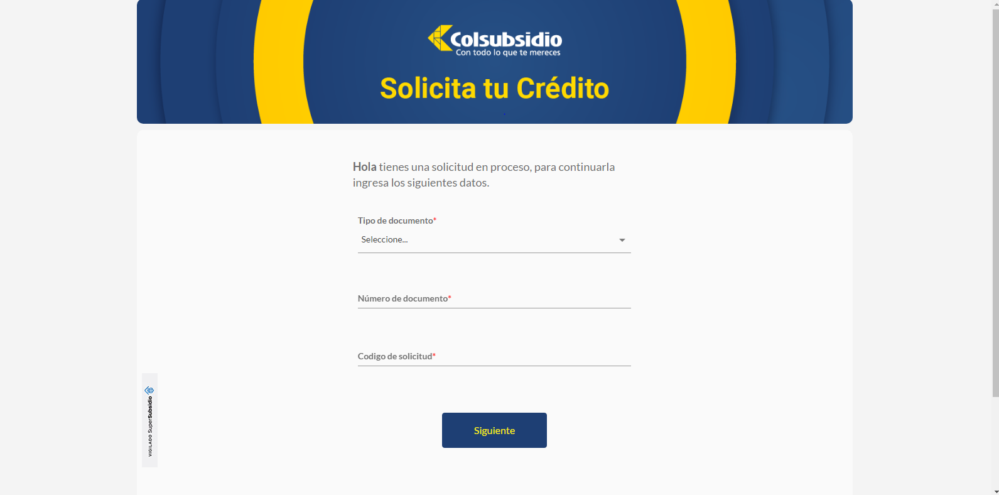 Colsubsidio
Con todo lo que te mereces
Solicita tu Crédito
Hola tienes una solicitud en proceso, para continuarla
ingresa los siguientes datos.
Tipo de documento*
Seleccione...
Número de documento*
Codigo de solicitud*
Siguiente
VIGILADO SuperSubsidio